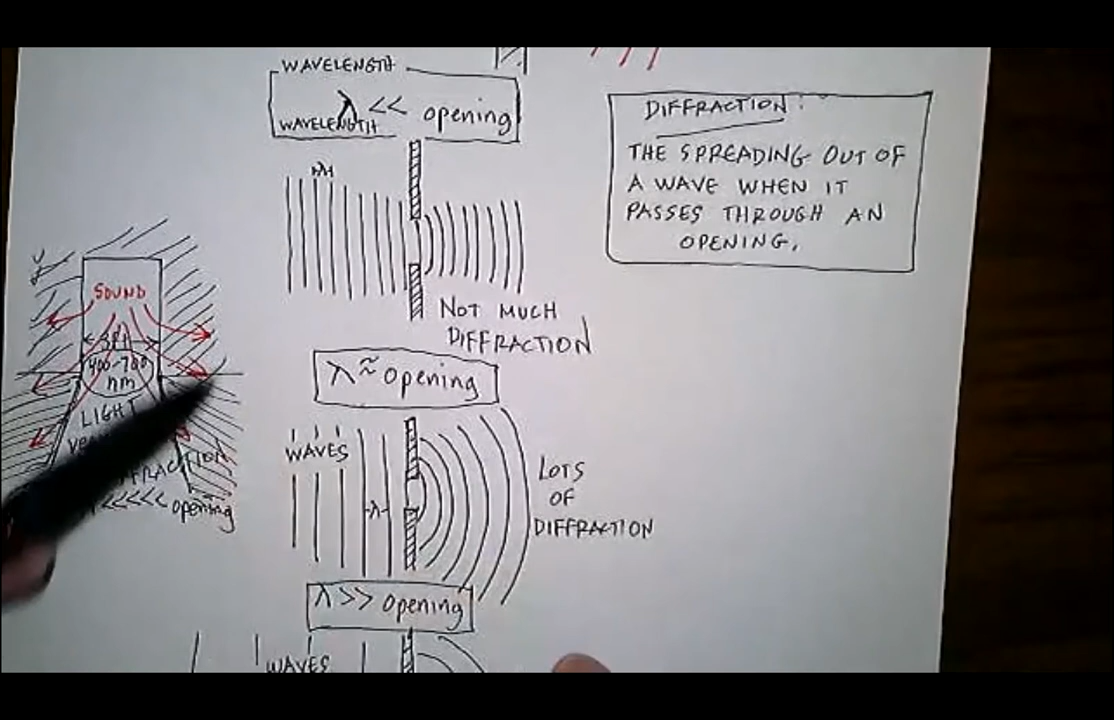 WAVELENGTH
λ << opening
WAVELENGTH
DIFFRACTION:
THE SPREADING OUT OF
A WAVE WHEN IT
PASSES THROUGH AN
OPENING.
λ
NOT MUCH
DIFFRACTION
SOUND
400-700
nm
LIGHT
<<<<< opening
λ ≈ opening
WAVES
λ
LOTS
OF
DIFFRACTION
λ >> opening
WAVES